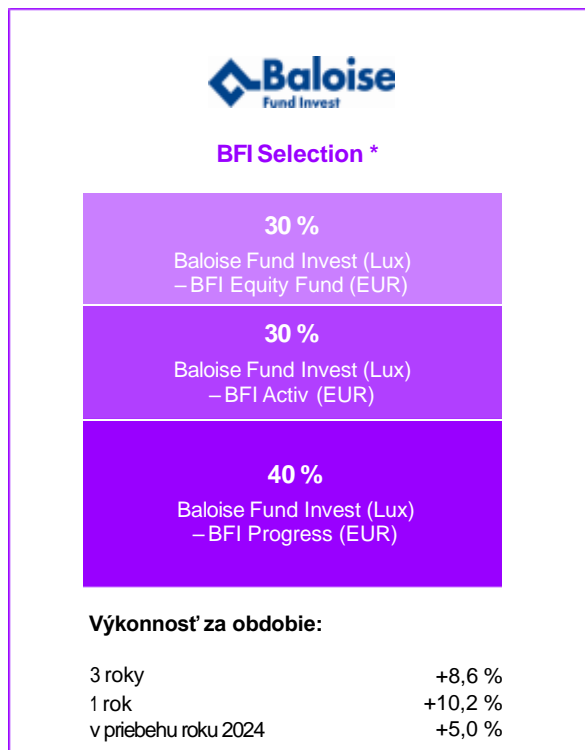 Baloise
Fund Invest
BFI Selection *
30 %
Baloise Fund Invest (Lux)
– BFI Equity Fund (EUR)
30 %
Baloise Fund Invest (Lux)
– BFI Activ (EUR)
40 %
Baloise Fund Invest (Lux)
– BFI Progress (EUR)
Výkonnosť za obdobie:
3 roky +8,6 %
1 rok +10,2 %
v priebehu roku 2024 +5,0 %